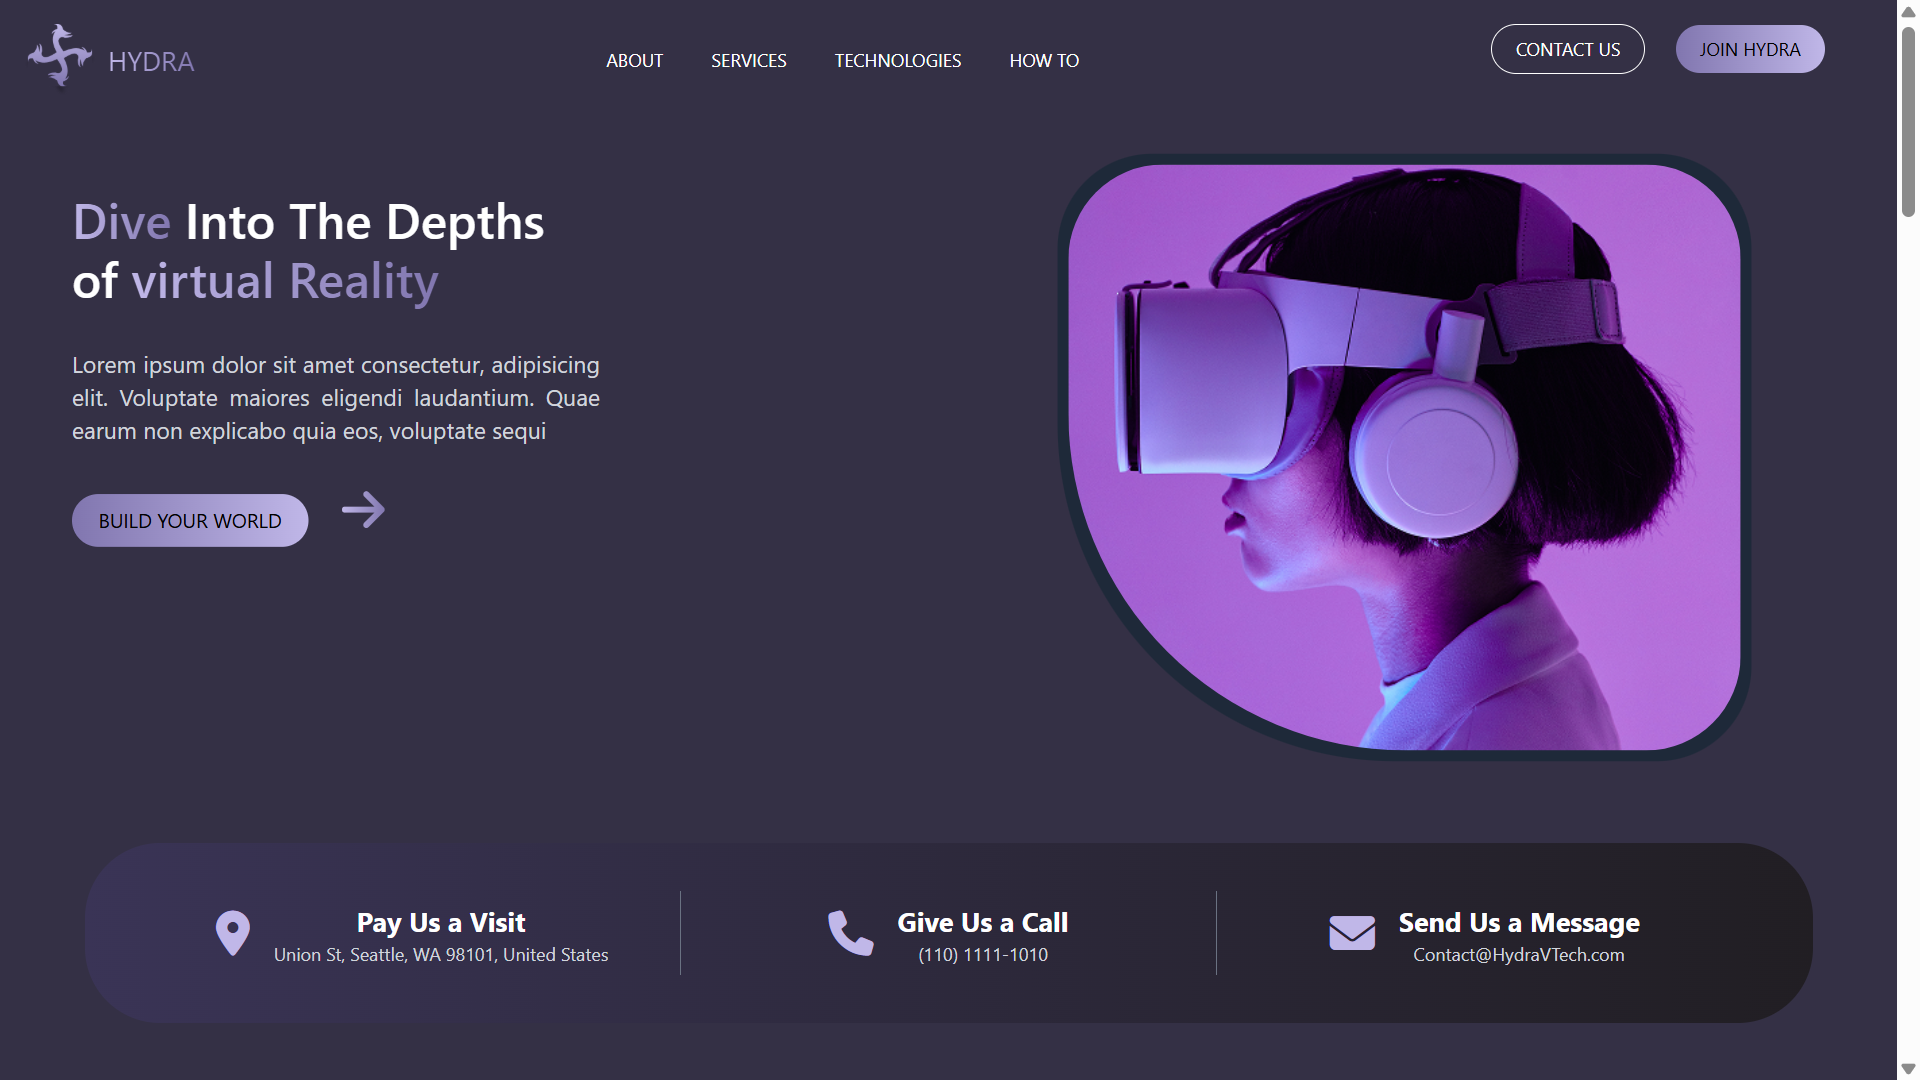 HYDRA
ABOUT
SERVICES
TECHNOLOGIES
HOW TO
CONTACT US
JOIN HYDRA
Dive Into The Depths
of virtual Reality
Lorem ipsum dolor sit amet consectetur, adipisicing
elit. Voluptate maiores eligendi laudantium. Quae
earum non explicabo quia eos, voluptate sequi
BUILD YOUR WORLD
Pay Us a Visit
Union St, Seattle, WA 98101, United States
Give Us a Call
(110) 1111-1010
Send Us a Message
Contact@HydraVTech.com